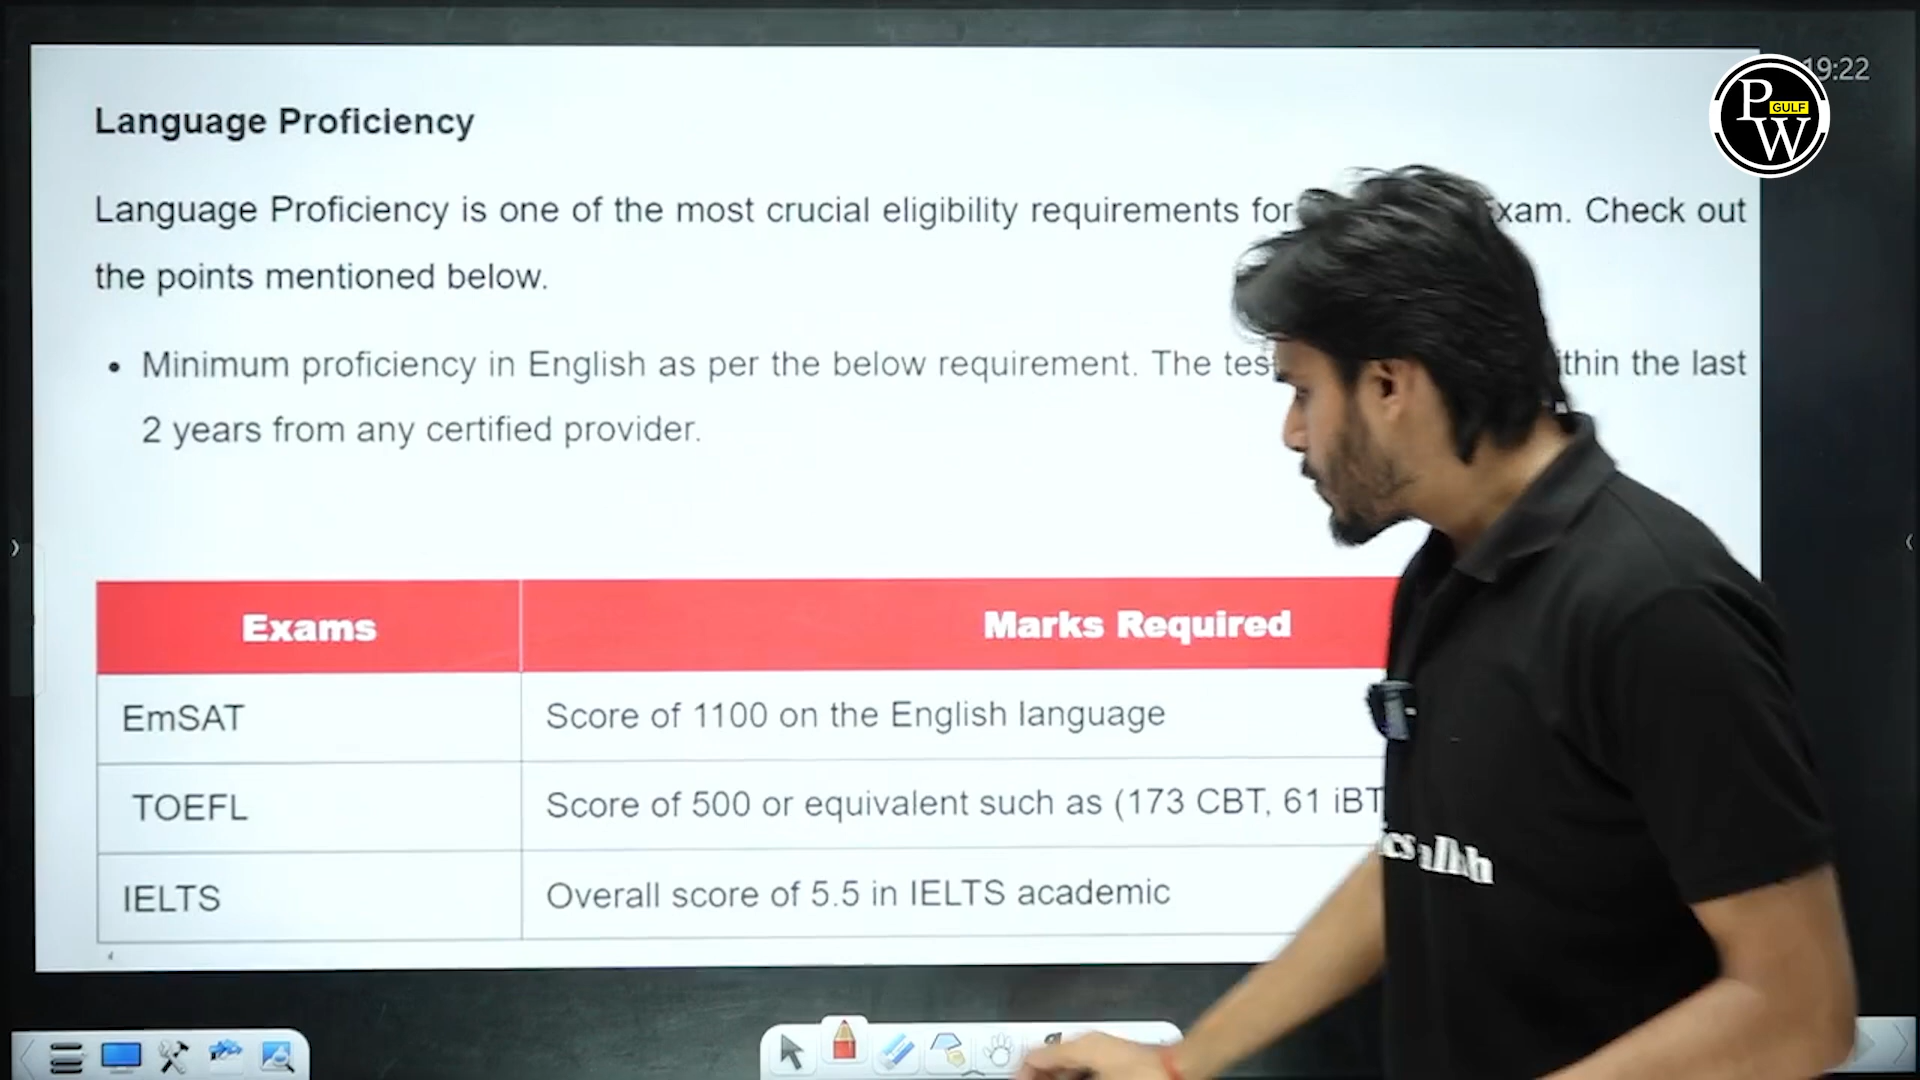 19:22
PW GULF
Language Proficiency
Language Proficiency is one of the most crucial eligibility requirements for xam. Check out
the points mentioned below.
• Minimum proficiency in English as per the below requirement. The tes thin the last
2 years from any certified provider.
Exams Marks Required
EmSAT Score of 1100 on the English language
TOEFL Score of 500 or equivalent such as (173 CBT, 61 iBT
IELTS Overall score of 5.5 in IELTS academic
4